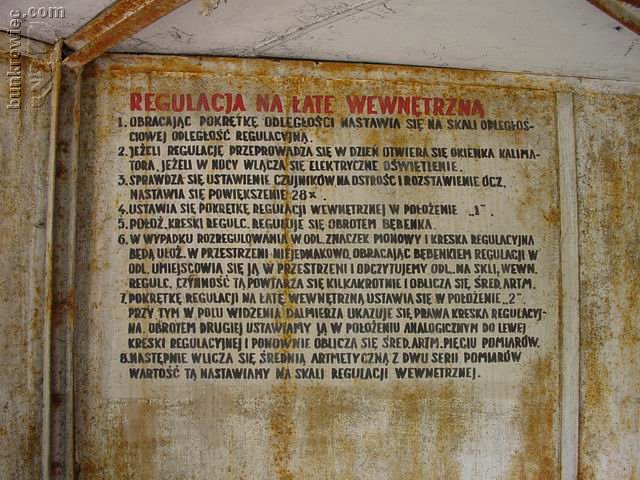 bunkrowiec.com
REGULACJA NA ŁATE WEWNĘTRZNĄ
1. OBRACAJĄC POKRĘTKĘ ODLEGŁOŚCI NASTAWIA SIĘ NA SKALI ODLEGŁOŚ-
CIOWEJ ODLEGŁOŚĆ REGULACYJNĄ.
2. JEŻELI REGULACJĘ PRZEPROWADZA SIĘ W DZIEŃ OTWIERA SIĘ OKIENKA KALIMA-
TORA, JEŻELI W NOCY WŁĄCZA SIĘ ELEKTRYCZNE OŚWIETLENIE.
3. SPRAWDZA SIĘ USTAWIENIE CZUJNIKÓW NA OSTROŚĆ I ROZSTAWIENIE OCZ.
NASTAWIA SIĘ POWIĘKSZENIE 28x.
4. USTAWIA SIĘ POKRĘTKĘ REGULACJI WEWNĘTRZNEJ W POŁOŻENIE „1".
5. POŁOŻ. KRESKI REGULC. REGULUJE SIĘ OBROTEM BĘBENKA.
6. W WYPADKU ROZREGULOWANIA W ODL. ZNACZEK PIONOWY I KRESKA REGULACYJNA
BĘDĄ UŁOŻ. W PRZESTRZENI NIEJEDNAKOWO. OBRACAJĄC BĘBENKIEM REGULACJI W
ODL. UMIEJSCOWIA SIĘ JĄ W PRZESTRZENI I ODCZYTUJEMY ODL. NA SKLI. WEWN.
REGULC. CZYNNOŚĆ TĄ POWTARZA SIĘ KILKAKROTNIE I OBLICZA SIĘ ŚRED. ARTM.
7. POKRĘTKĘ REGULACJI NA ŁATĘ WEWNĘTRZNĄ USTAWIA SIĘ W POŁOŻENIE „2".
PRZY TYM W POLU WIDZENIA DALMIERZA UKAZUJE SIĘ PRAWA KRESKA REGULACYJ-
NA. OBROTEM DRUGIEJ USTAWIAMY JĄ W POŁOŻENIU ANALOGICZNYM DO LEWEJ
KRESKI REGULACYJNEJ I PONOWNIE OBLICZA SIĘ ŚRED. ARTM. PIĘCIU POMIARÓW.
8. NASTĘPNIE WLICZA SIĘ ŚREDNIĄ ARTMETYCZNĄ Z DWU SERII POMIARÓW
WARTOŚĆ TĄ NASTAWIAMY NA SKALI REGULACJI WEWNETRZNEJ.